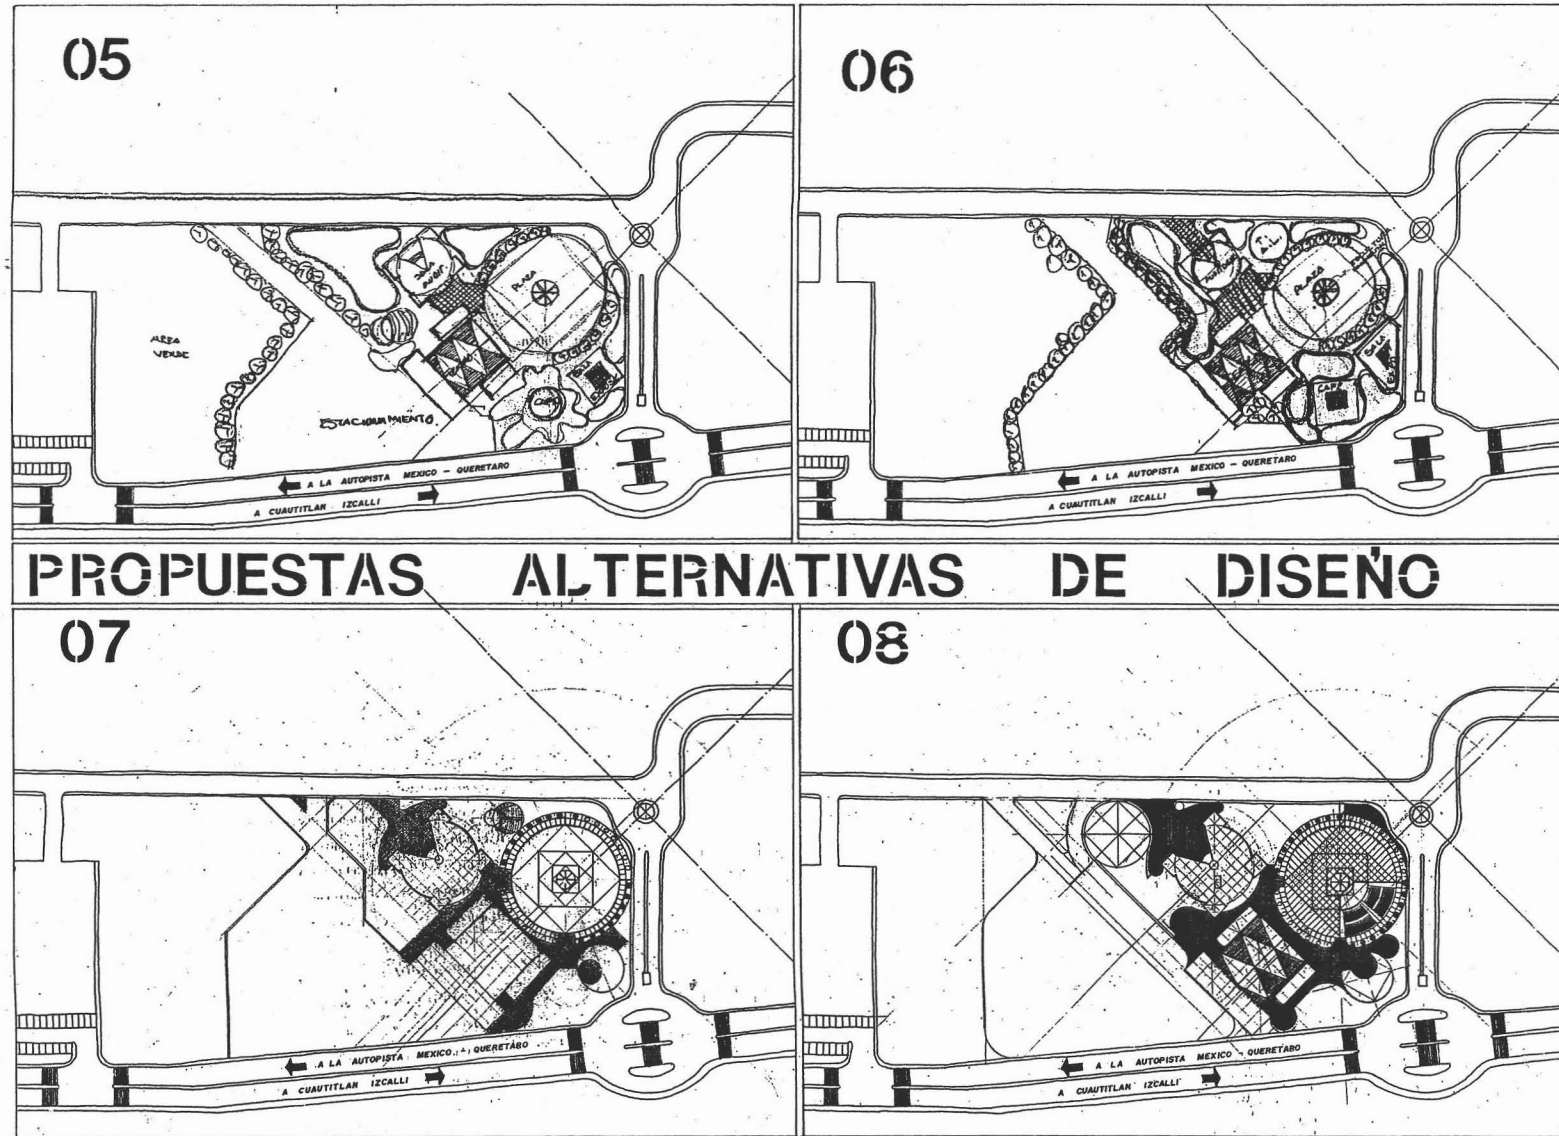 05
PLAZA
AREA
VERDE
CAFE
ESTACIONAMIENTO
A LA AUTOPISTA MEXICO - QUERETARO
A CUAUTITLAN IZCALLI
06
PLAZA
SALA
CAFE
A LA AUTOPISTA MEXICO - QUERETARO
A CUAUTITLAN IZCALLI
PROPUESTAS ALTERNATIVAS DE DISEÑO
07
A LA AUTOPISTA MEXICO - QUERETARO
A CUAUTITLAN IZCALLI
08
A LA AUTOPISTA MEXICO - QUERETARO
A CUAUTITLAN IZCALLI